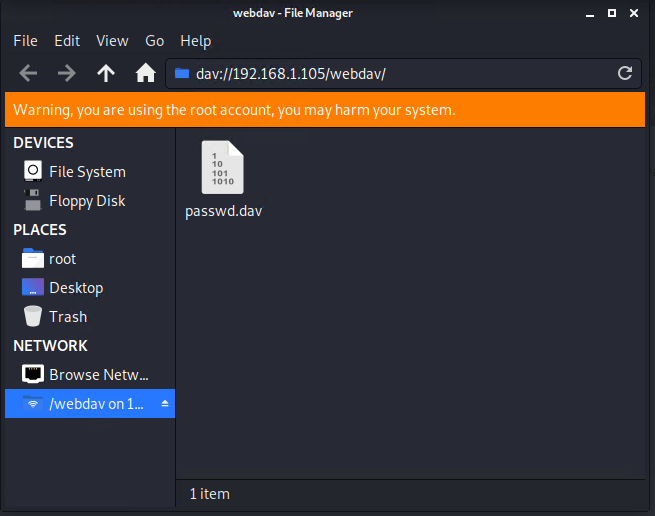 webdav - File Manager
File Edit View Go Help
dav://192.168.1.105/webdav/
Warning, you are using the root account, you may harm your system.
DEVICES
File System
Floppy Disk
PLACES
root
Desktop
Trash
NETWORK
Browse Netw...
/webdav on 1...
1
10
101
1010
passwd.dav
1 item